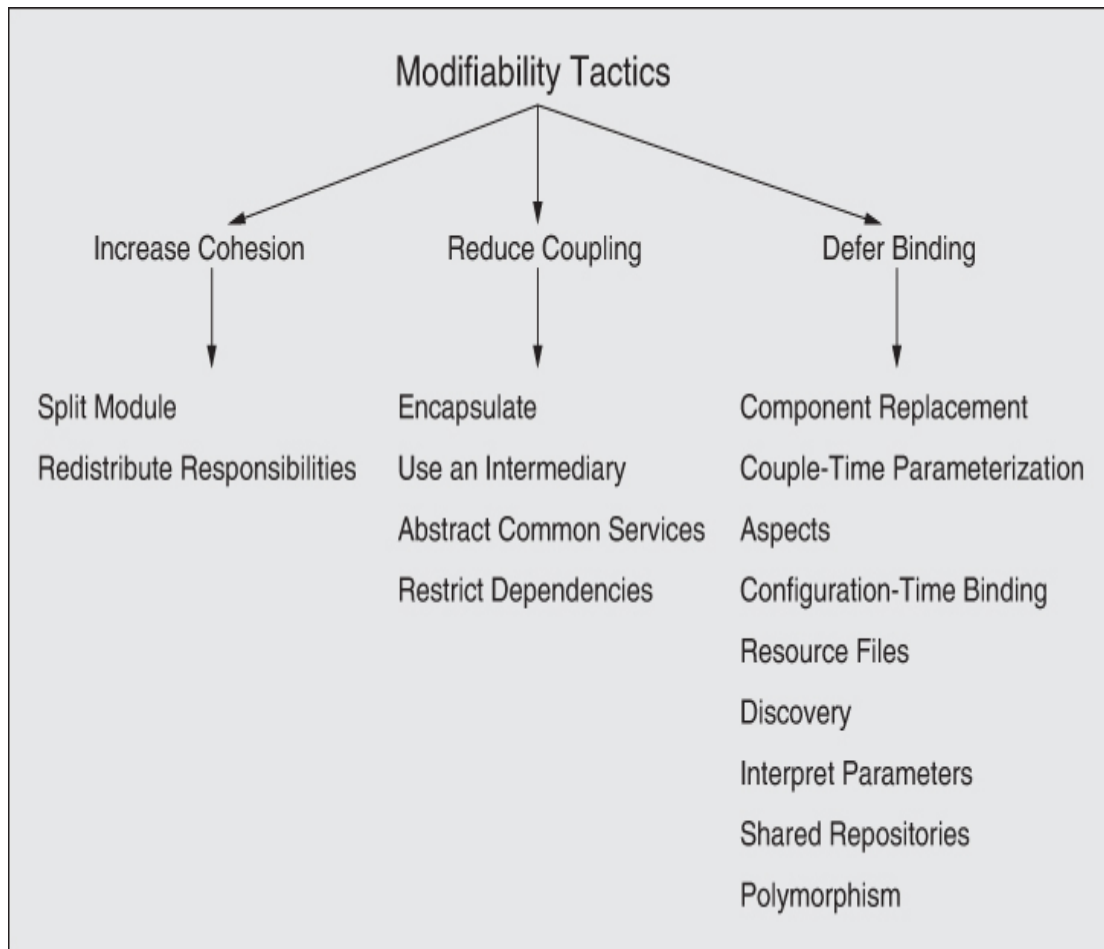 Modifiability Tactics
Increase Cohesion
Reduce Coupling
Defer Binding
Split Module
Redistribute Responsibilities
Encapsulate
Use an Intermediary
Abstract Common Services
Restrict Dependencies
Component Replacement
Couple-Time Parameterization
Aspects
Configuration-Time Binding
Resource Files
Discovery
Interpret Parameters
Shared Repositories
Polymorphism